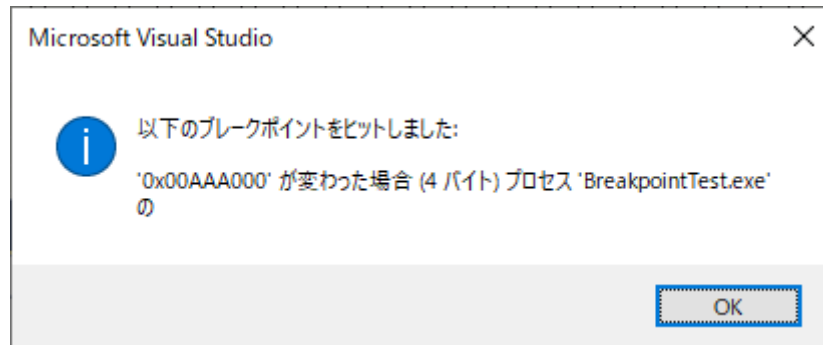 Microsoft Visual Studio
以下のブレークポイントをヒットしました:
'0x00AAA000' が変わった場合 (4 バイト) プロセス 'BreakpointTest.exe'
の
OK